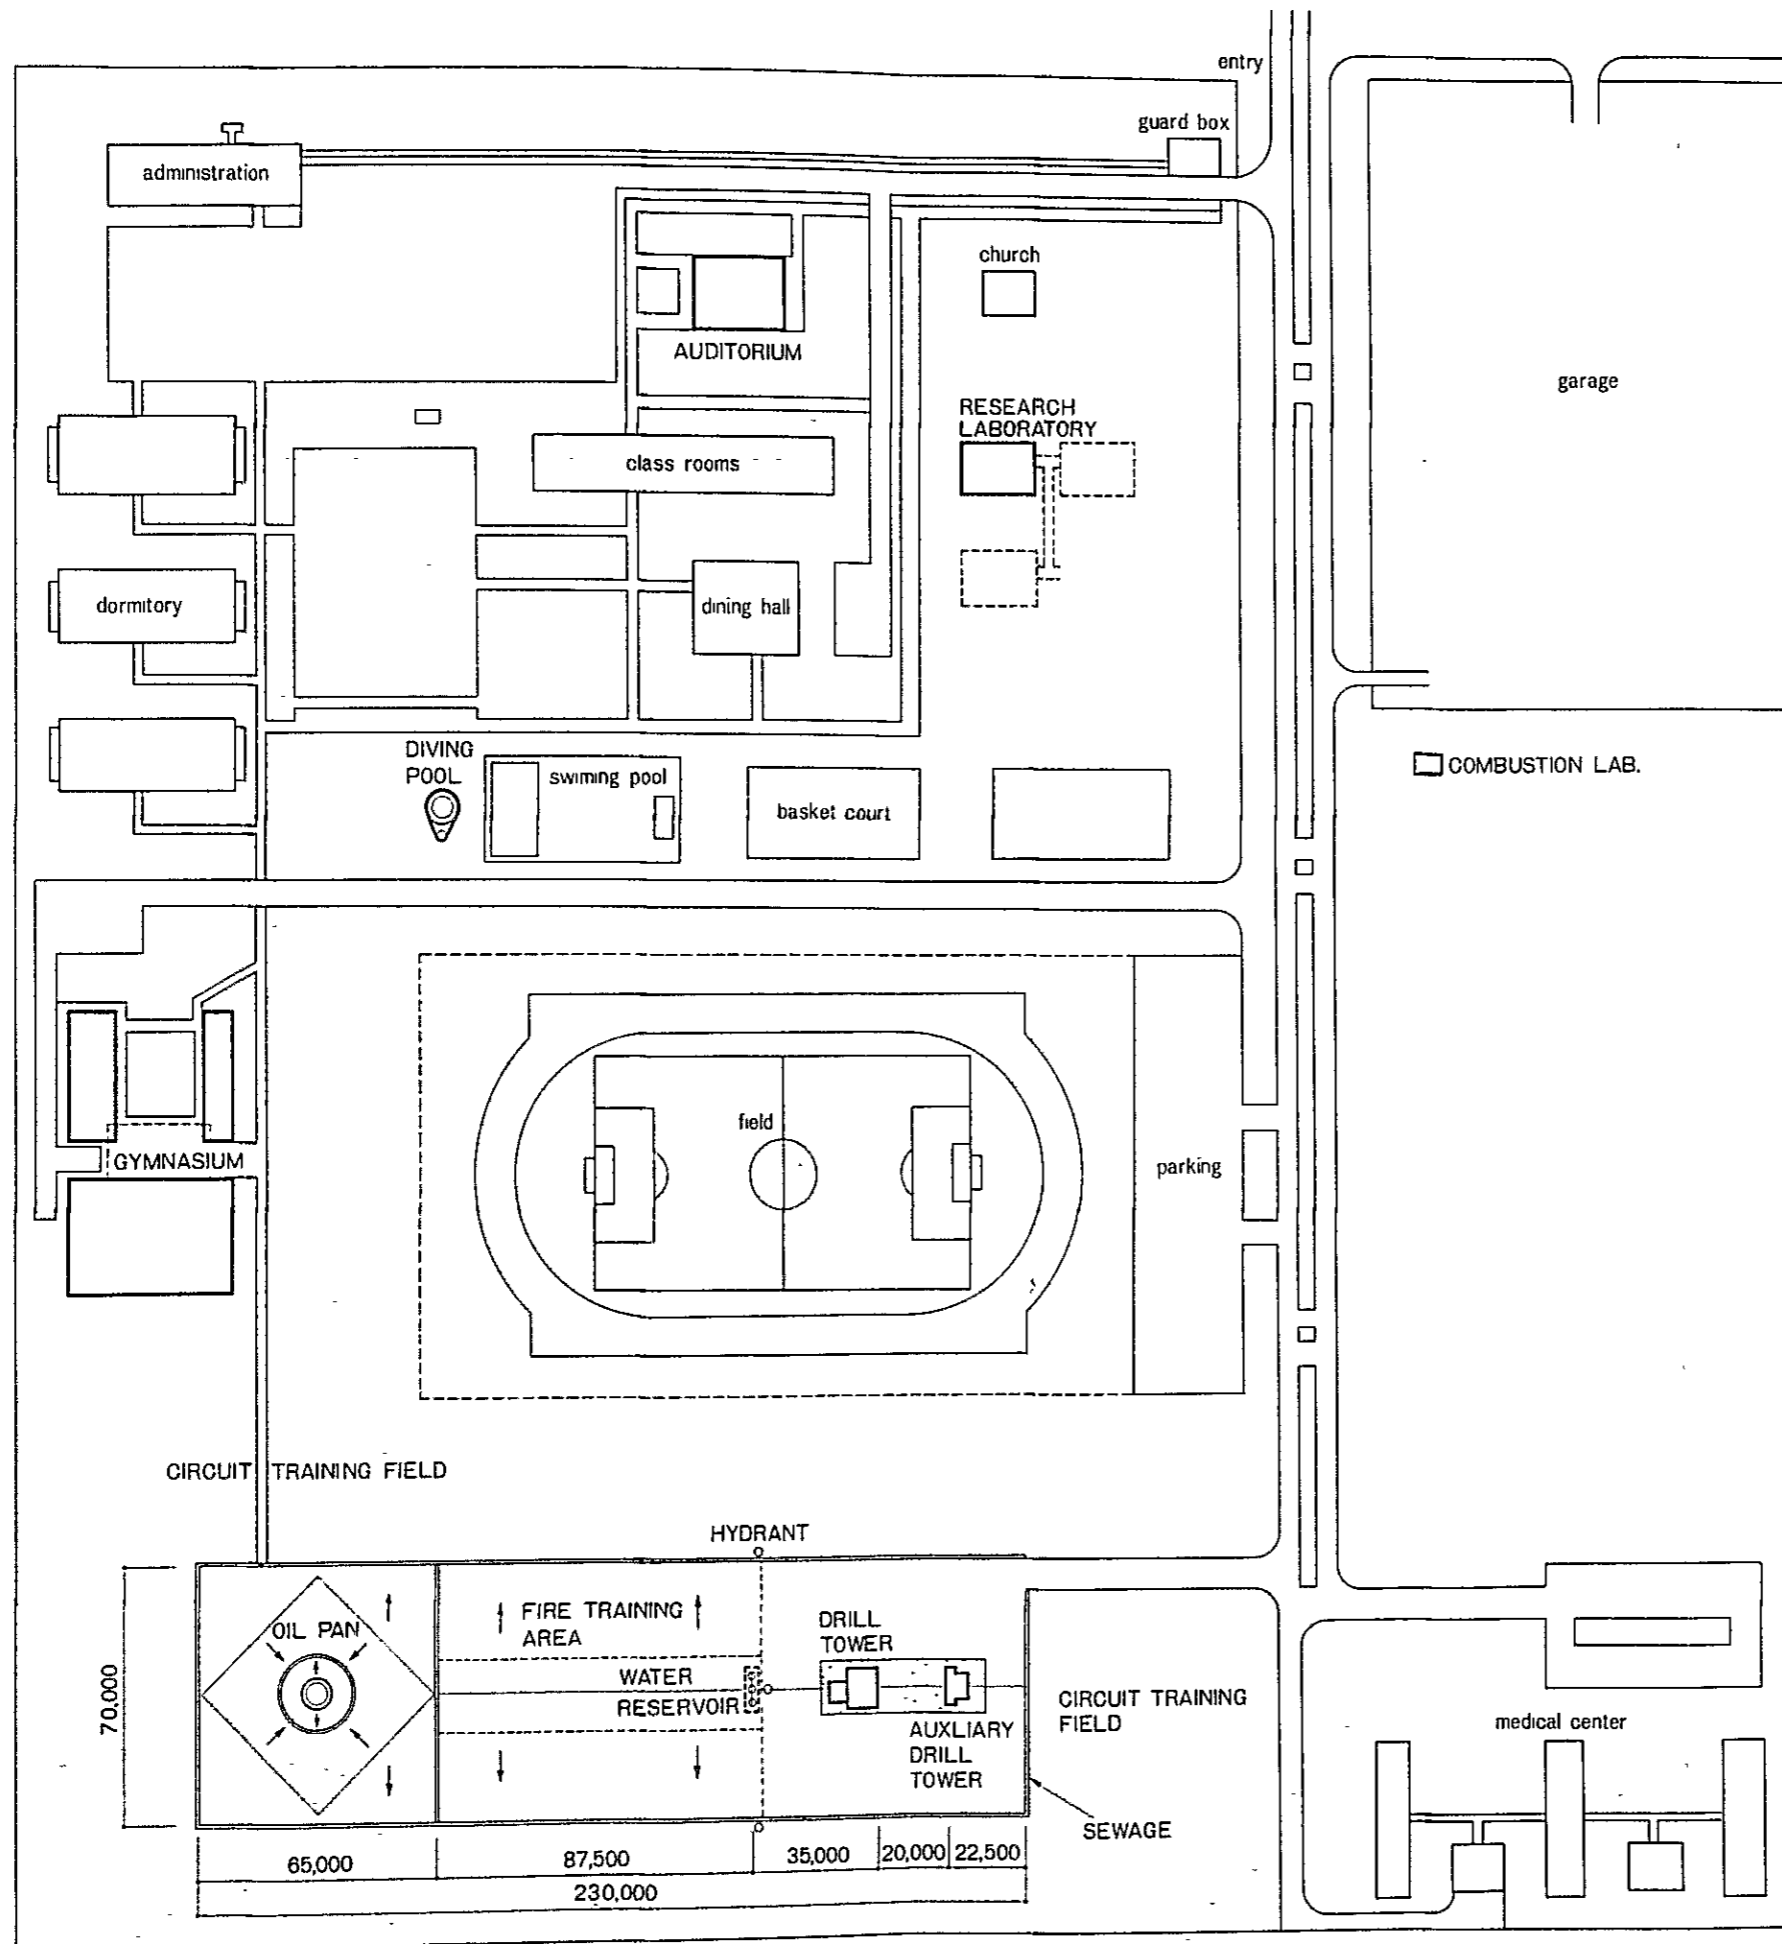 entry
guard box
administration
church
AUDITORIUM
garage
RESEARCH
LABORATORY
class rooms
dormitory
dining hall
DIVING
POOL
swiming pool
COMBUSTION LAB.
basket court
field
GYMNASIUM
parking
CIRCUIT TRAINING FIELD
HYDRANT
OIL PAN
FIRE TRAINING
AREA
DRILL
TOWER
WATER
RESERVOIR
70,000
CIRCUIT TRAINING
FIELD
AUXLIARY
DRILL
TOWER
medical center
SEWAGE
65,000
87,500
35,000
20,000
22,500
230,000